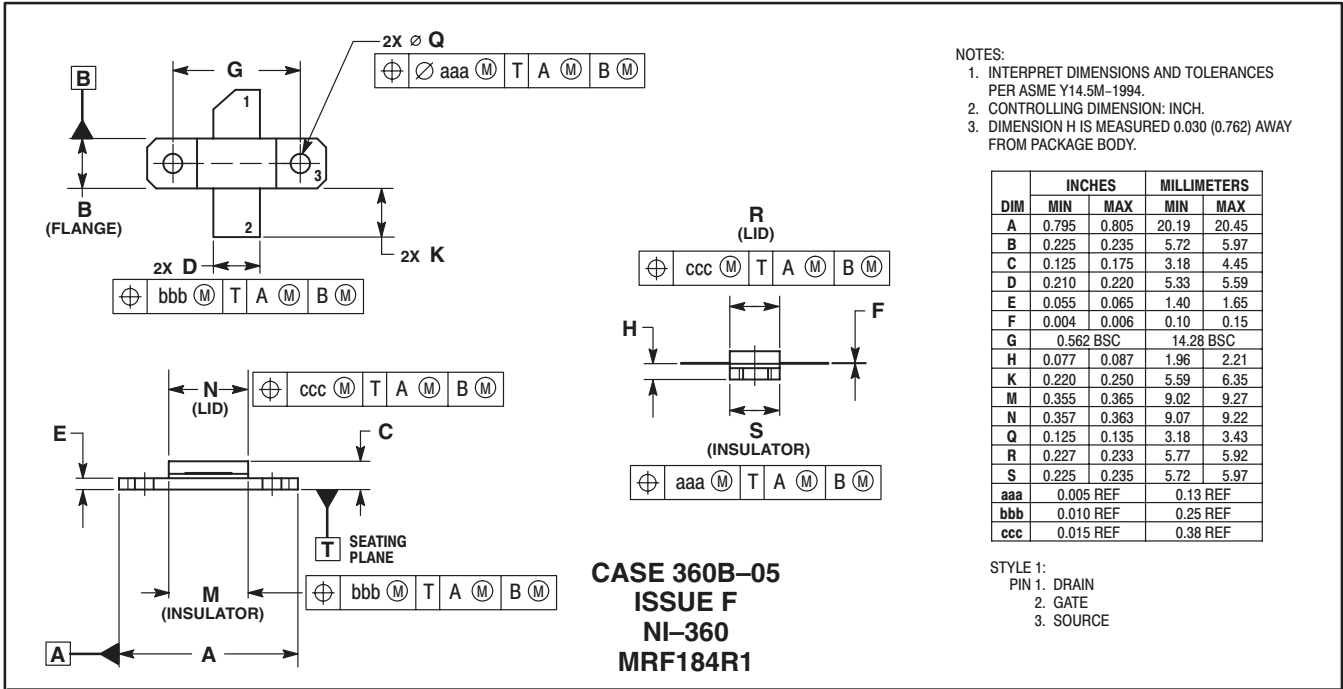 2X ⌀ Q
⌖ ⌀ aaa Ⓜ T A Ⓜ B Ⓜ
G
B
1
3
B
(FLANGE)
2
2X K
2X D
⌖ bbb Ⓜ T A Ⓜ B Ⓜ
R
(LID)
⌖ ccc Ⓜ T A Ⓜ B Ⓜ
H
F
S
(INSULATOR)
⌖ aaa Ⓜ T A Ⓜ B Ⓜ
N
(LID)
⌖ ccc Ⓜ T A Ⓜ B Ⓜ
E
C
T SEATING
PLANE
M
(INSULATOR)
⌖ bbb Ⓜ T A Ⓜ B Ⓜ
A
A
CASE 360B–05
ISSUE F
NI–360
MRF184R1
NOTES:
1. INTERPRET DIMENSIONS AND TOLERANCES
PER ASME Y14.5M–1994.
2. CONTROLLING DIMENSION: INCH.
3. DIMENSION H IS MEASURED 0.030 (0.762) AWAY
FROM PACKAGE BODY.
INCHES MILLIMETERS
DIM MIN MAX MIN MAX
A 0.795 0.805 20.19 20.45
B 0.225 0.235 5.72 5.97
C 0.125 0.175 3.18 4.45
D 0.210 0.220 5.33 5.59
E 0.055 0.065 1.40 1.65
F 0.004 0.006 0.10 0.15
G 0.562 BSC 14.28 BSC
H 0.077 0.087 1.96 2.21
K 0.220 0.250 5.59 6.35
M 0.355 0.365 9.02 9.27
N 0.357 0.363 9.07 9.22
Q 0.125 0.135 3.18 3.43
R 0.227 0.233 5.77 5.92
S 0.225 0.235 5.72 5.97
aaa 0.005 REF 0.13 REF
bbb 0.010 REF 0.25 REF
ccc 0.015 REF 0.38 REF
STYLE 1:
PIN 1. DRAIN
2. GATE
3. SOURCE